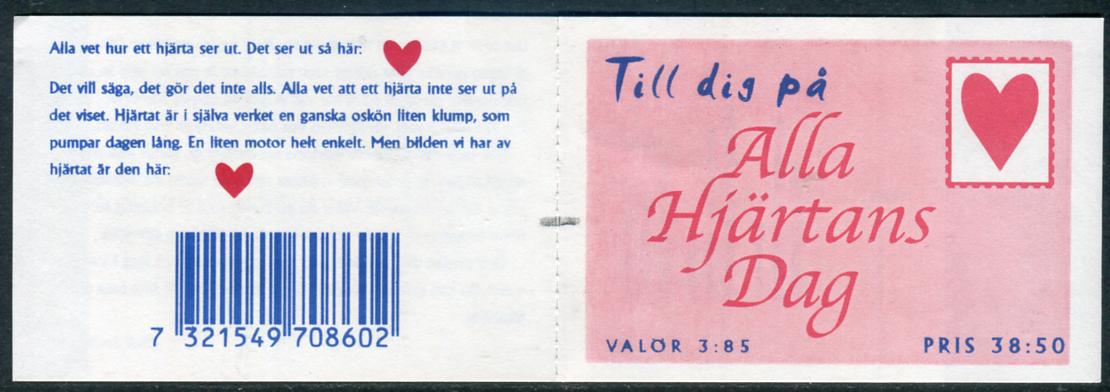 Alla vet hur ett hjärta ser ut. Det ser ut så här:
Det vill säga, det gör det inte alls. Alla vet att ett hjärta inte ser ut på
det viset. Hjärtat är i själva verket en ganska oskön liten klump, som
pumpar dagen lång. En liten motor helt enkelt. Men bilden vi har av
hjärtat är den här:
7 321549 708602
Till dig på
Alla
Hjärtans
Dag
VALÖR 3:85
PRIS 38:50